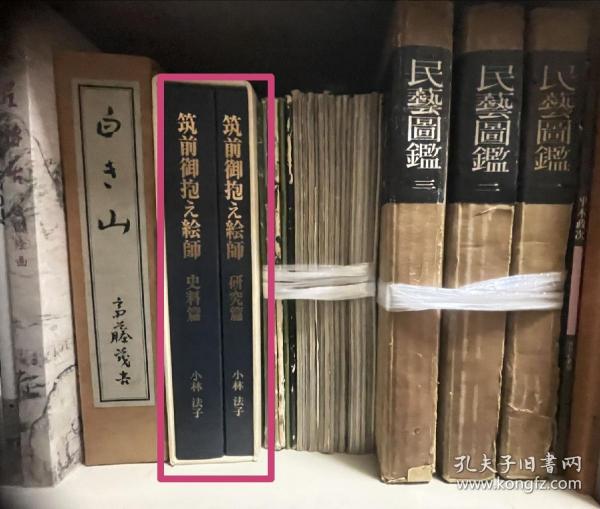 白き山
斎藤茂吉
筑前御抱え絵師 史料篇
小林 法子
筑前御抱え絵師 研究篇
小林 法子
民藝圖鑑 三
民藝圖鑑 二
民藝圖鑑 一
孔夫子旧書网
www.kongfz.com